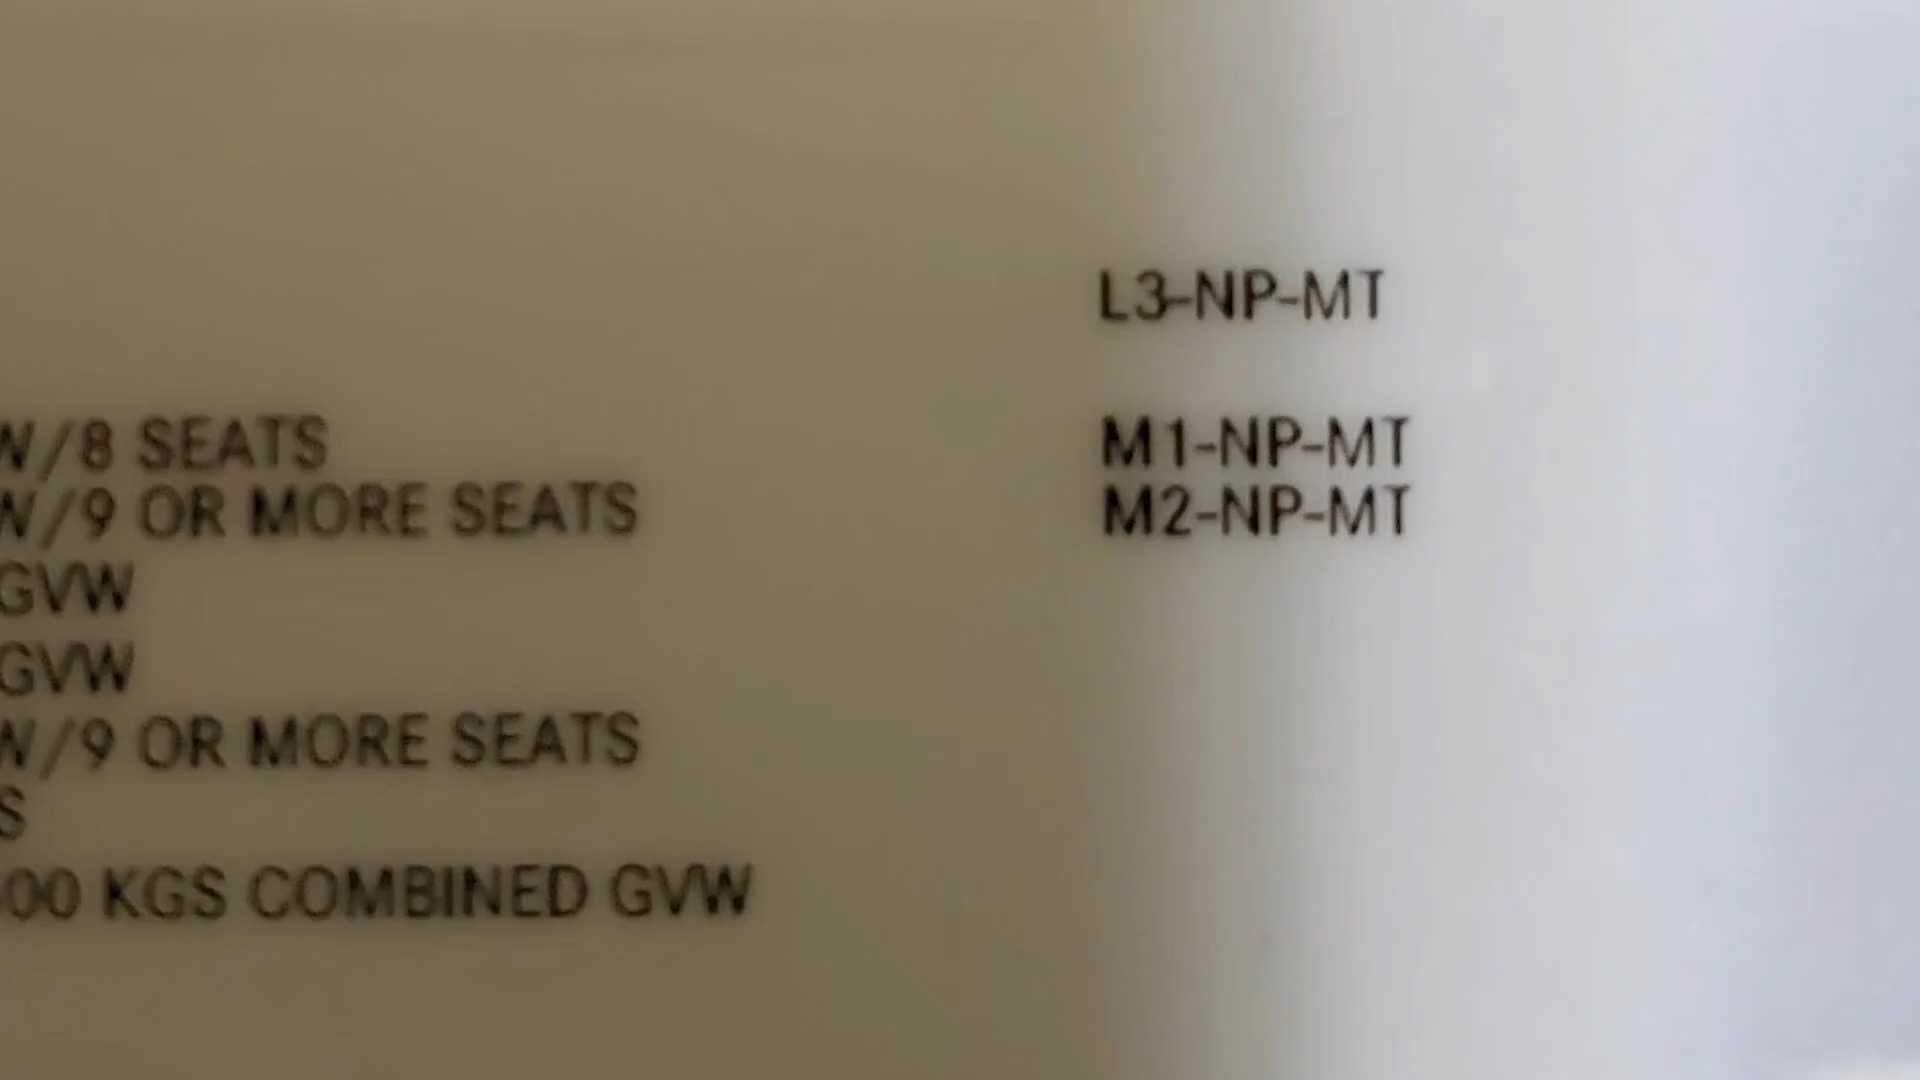 L3-NP-MT
W/8 SEATS M1-NP-MT
W/9 OR MORE SEATS M2-NP-MT
GVW
GVW
W/9 OR MORE SEATS
S
00 KGS COMBINED GVW